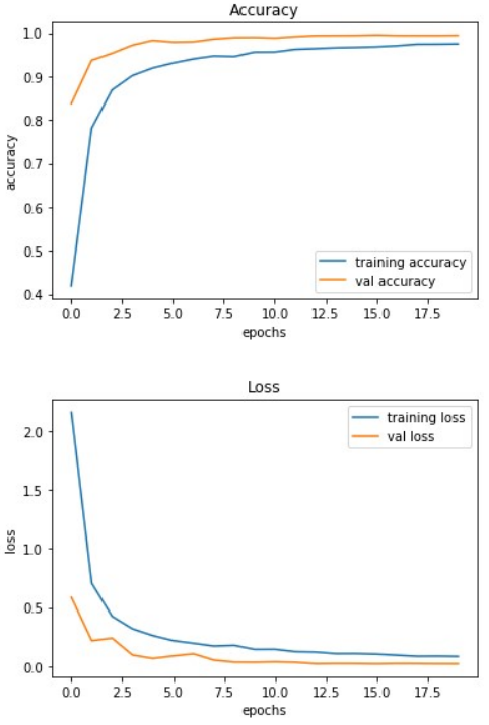 Accuracy
1.0
0.9
0.8
0.7
0.6
0.5
0.4
accuracy
training accuracy
val accuracy
0.0 2.5 5.0 7.5 10.0 12.5 15.0 17.5
epochs
Loss
training loss
val loss
2.0
1.5
1.0
0.5
0.0
loss
0.0 2.5 5.0 7.5 10.0 12.5 15.0 17.5
epochs